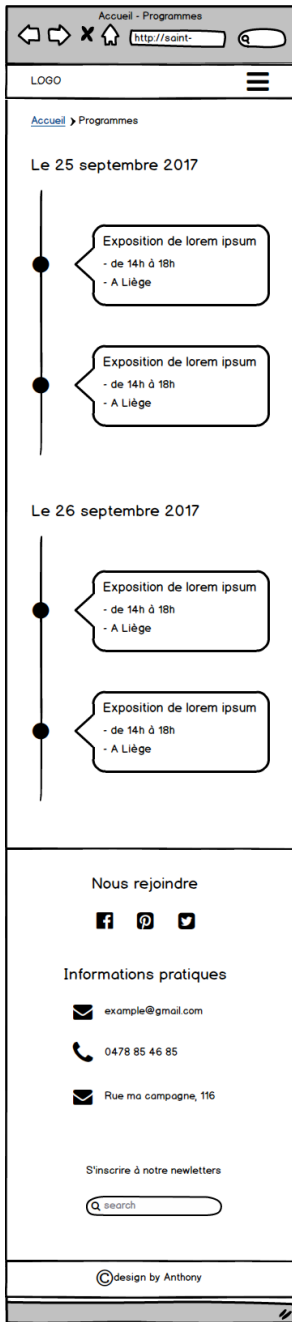 Accueil - Programmes
http://saint-
LOGO
Accueil Programmes
Le 25 septembre 2017
Exposition de lorem ipsum
- de 14h à 18h
- A Liège
Exposition de lorem ipsum
- de 14h à 18h
- A Liège
Le 26 septembre 2017
Exposition de lorem ipsum
- de 14h à 18h
- A Liège
Exposition de lorem ipsum
- de 14h à 18h
- A Liège
Nous rejoindre
Informations pratiques
example@gmail.com
0478 85 46 85
Rue ma campagne, 116
S'inscrire à notre newletters
search
©design by Anthony